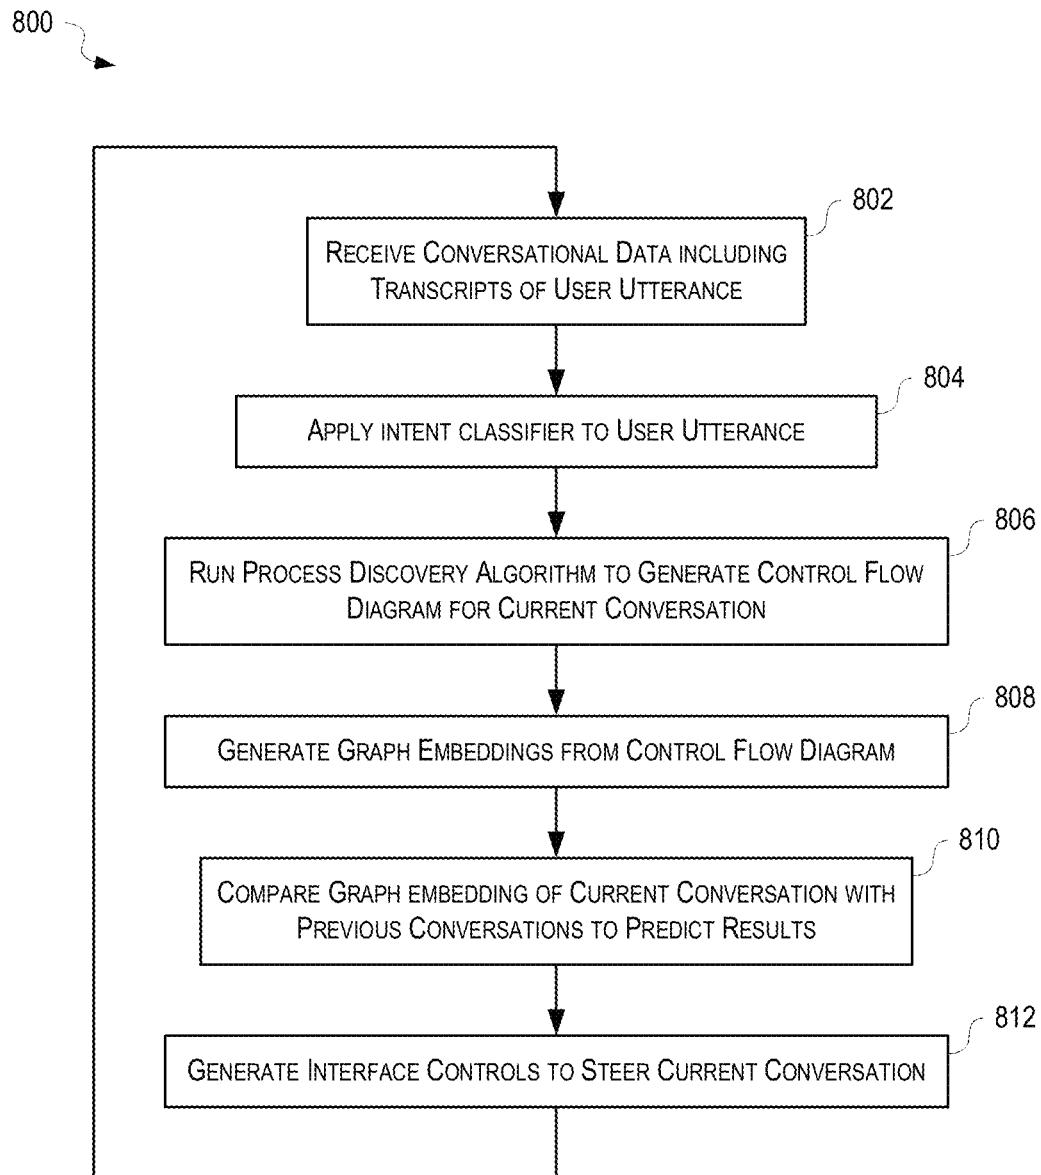 800
802
RECEIVE CONVERSATIONAL DATA INCLUDING
TRANSCRIPTS OF USER UTTERANCE
804
APPLY INTENT CLASSIFIER TO USER UTTERANCE
806
RUN PROCESS DISCOVERY ALGORITHM TO GENERATE CONTROL FLOW
DIAGRAM FOR CURRENT CONVERSATION
808
GENERATE GRAPH EMBEDDINGS FROM CONTROL FLOW DIAGRAM
810
COMPARE GRAPH EMBEDDING OF CURRENT CONVERSATION WITH
PREVIOUS CONVERSATIONS TO PREDICT RESULTS
812
GENERATE INTERFACE CONTROLS TO STEER CURRENT CONVERSATION